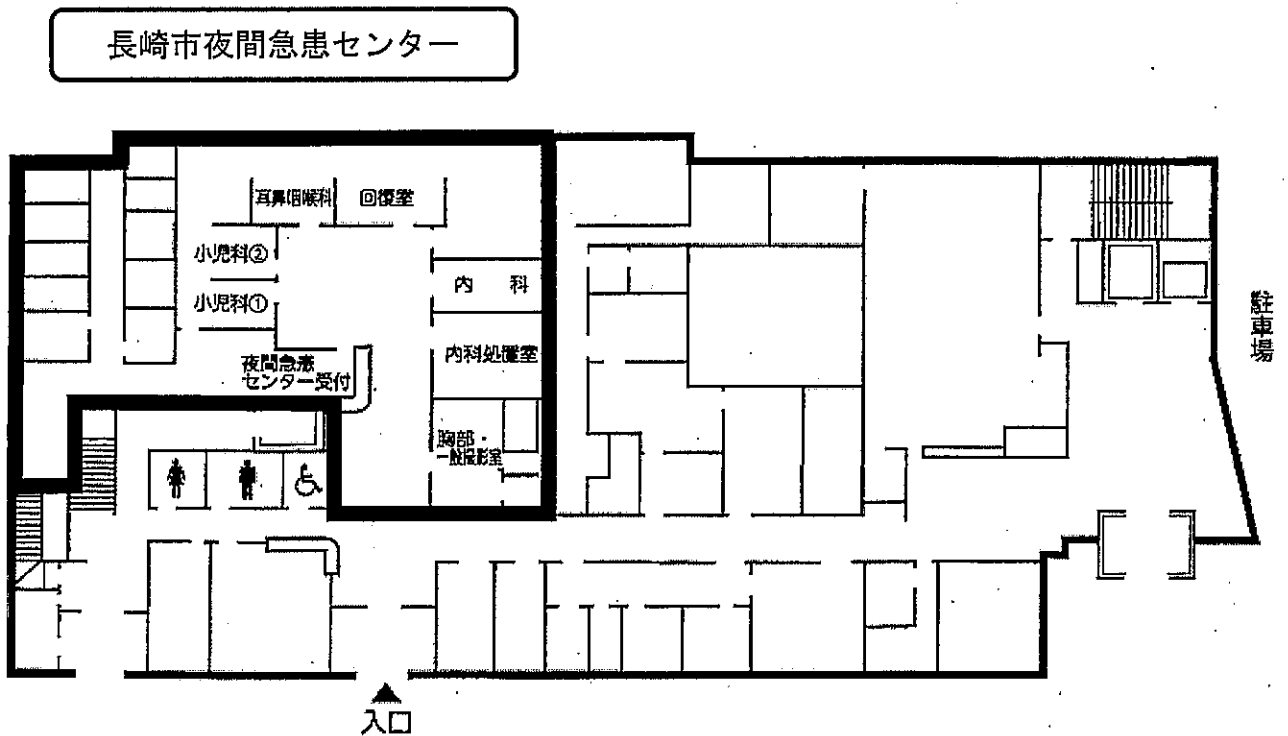 長崎市夜間急患センター
耳鼻咽喉科
回復室
小児科②
内　科
小児科①
内科処置室
夜間急患
センター受付
胸部・
一般撮影室
駐車場
入口